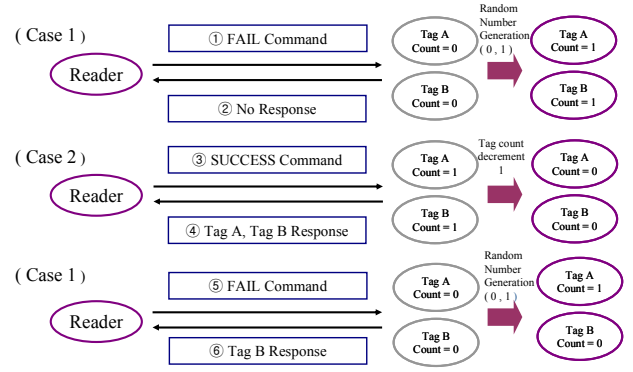 ( Case 1 )
Reader
① FAIL Command
② No Response
Tag A
Count = 0
Tag B
Count = 0
Random
Number
Generation
( 0 , 1 )
Tag A
Count = 1
Tag B
Count = 1
( Case 2 )
Reader
③ SUCCESS Command
④ Tag A, Tag B Response
Tag A
Count = 1
Tag B
Count = 1
Tag count
decrement
1
Tag A
Count = 0
Tag B
Count = 0
( Case 1 )
Reader
⑤ FAIL Command
⑥ Tag B Response
Tag A
Count = 0
Tag B
Count = 0
Random
Number
Generation
( 0 , 1 )
Tag A
Count = 1
Tag B
Count = 0